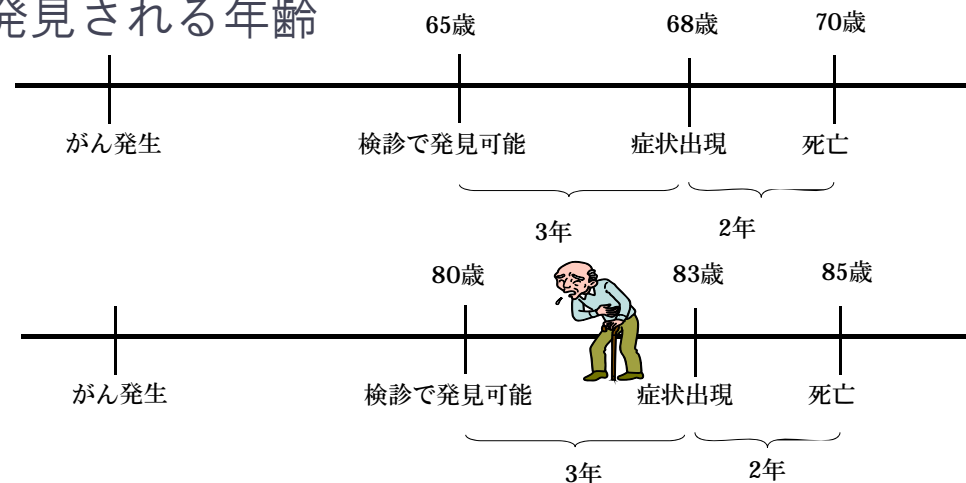 発見される年齢
65歳 68歳 70歳
がん発生 検診で発見可能 症状出現 死亡
3年 2年
80歳 83歳 85歳
がん発生 検診で発見可能 症状出現 死亡
3年 2年